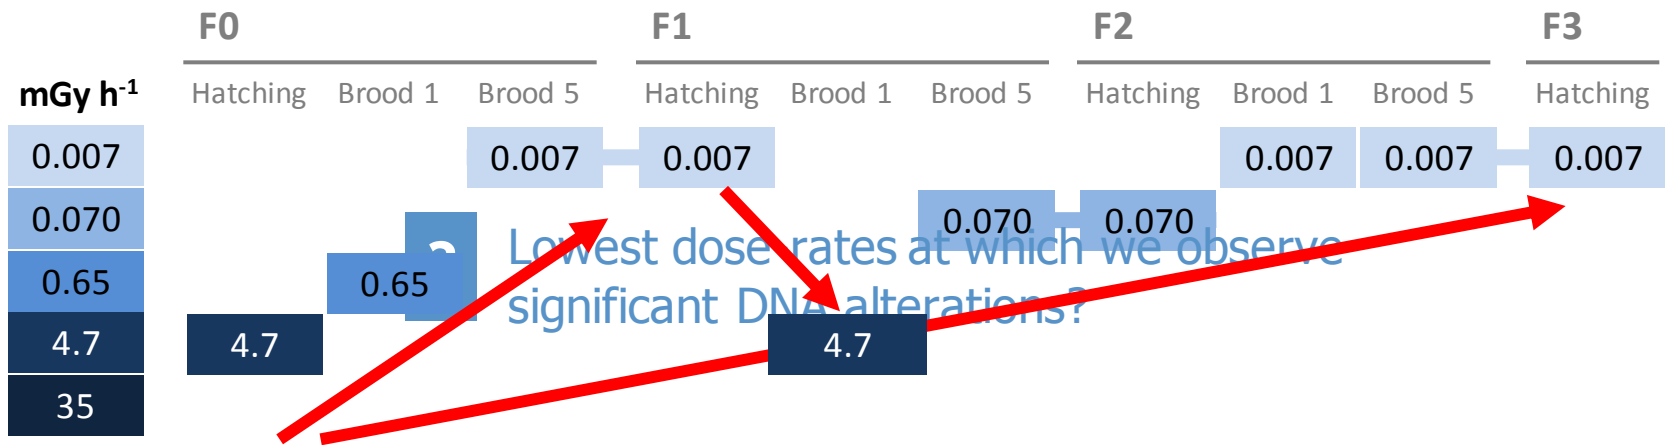 F0 F1 F2 F3
mGy h⁻¹ Hatching Brood 1 Brood 5 Hatching Brood 1 Brood 5 Hatching Brood 1 Brood 5 Hatching
0.007 0.007 0.007 0.007 0.007 0.007
0.070 0.070 0.070
Lowest dose rates at which we observe
0.65 0.65
significant DNA alterations?
4.7 4.7 4.7
35